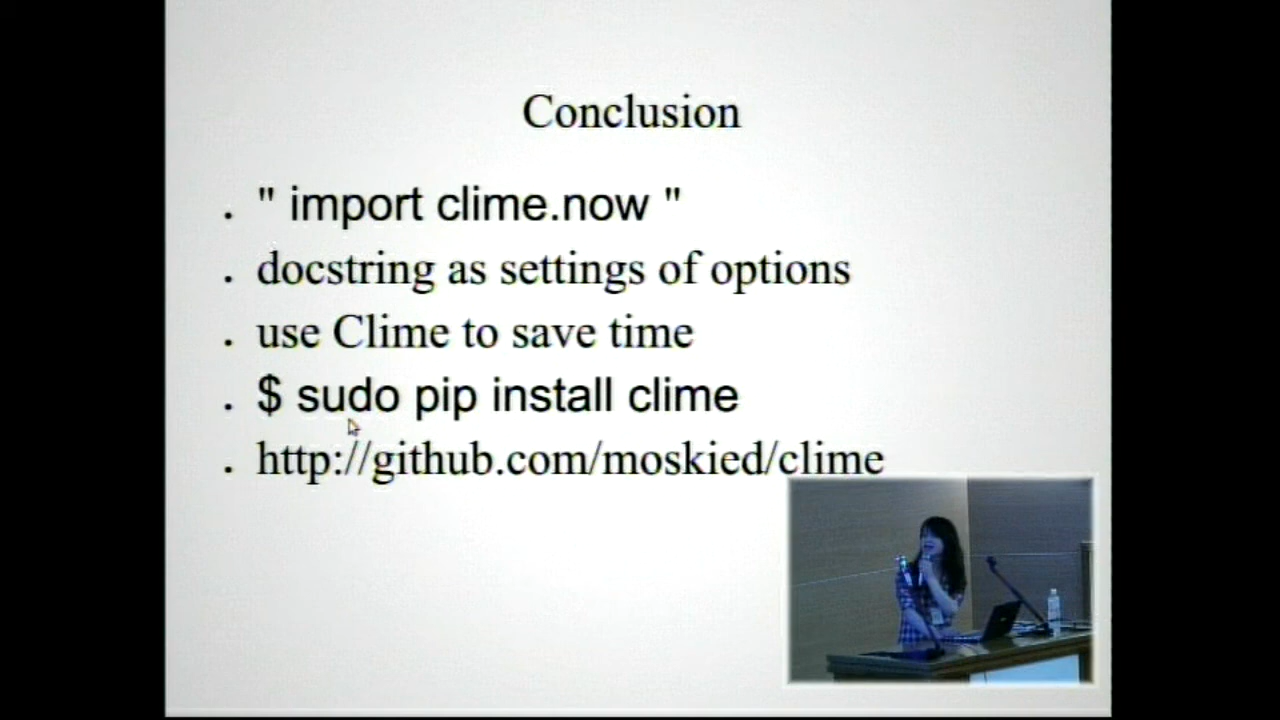 Conclusion
" import clime.now "
docstring as settings of options
use Clime to save time
$ sudo pip install clime
http://github.com/moskied/clime